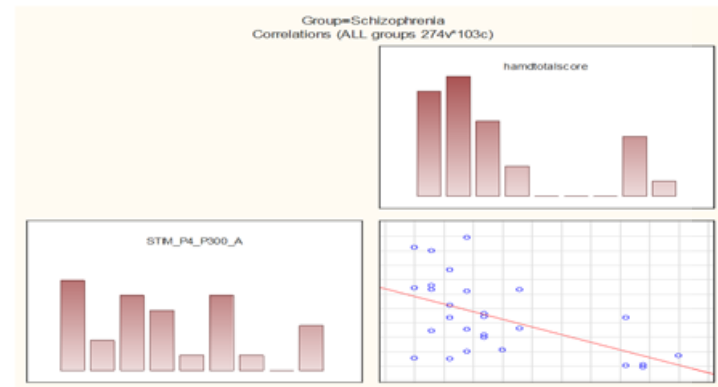 Group=Schizophrenia
Correlations (ALL groups 274v*103c)
hamdtotalscore
STIM_P4_P300_A